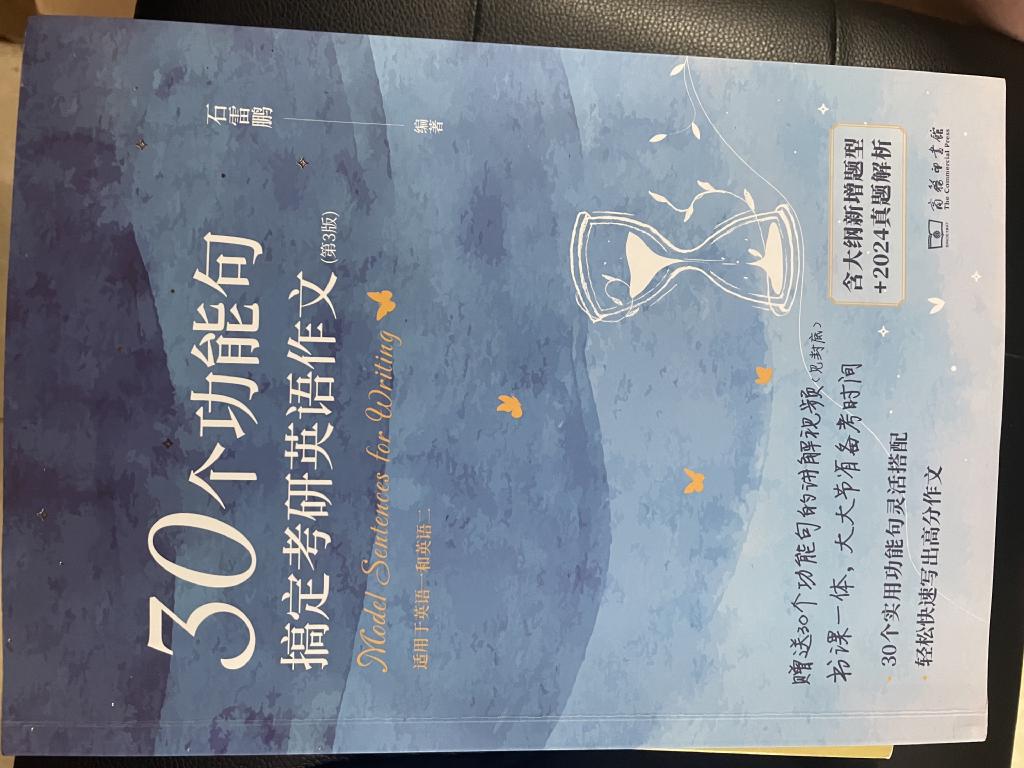 石雷鹏
编著
30个功能句
搞定考研英语作文(第3版)
Model Sentences for Writing
适用于英语一和英语二
赠送30个功能句的讲解视频(见封底)
书课一体，大大节省备考时间
·30个实用功能句灵活搭配
·轻松快速写出高分作文
含大纲新增题型
+2024真题解析
商务印书馆
The Commercial Press
SINCE 1897